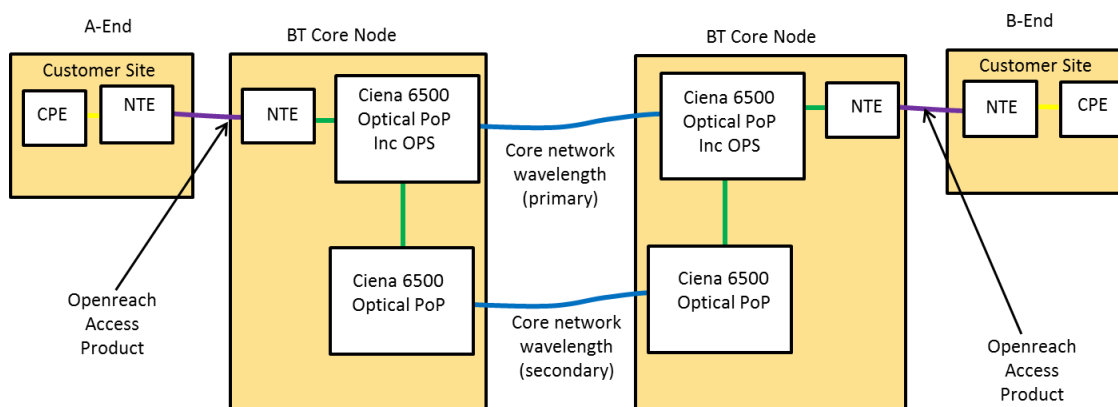 A-End
Customer Site
CPE
NTE
Openreach
Access
Product
BT Core Node
NTE
Ciena 6500
Optical PoP
Inc OPS
Ciena 6500
Optical PoP
Core network
wavelength
(primary)
Core network
wavelength
(secondary)
BT Core Node
Ciena 6500
Optical PoP
Inc OPS
NTE
Ciena 6500
Optical PoP
B-End
Customer Site
NTE
CPE
Openreach
Access
Product